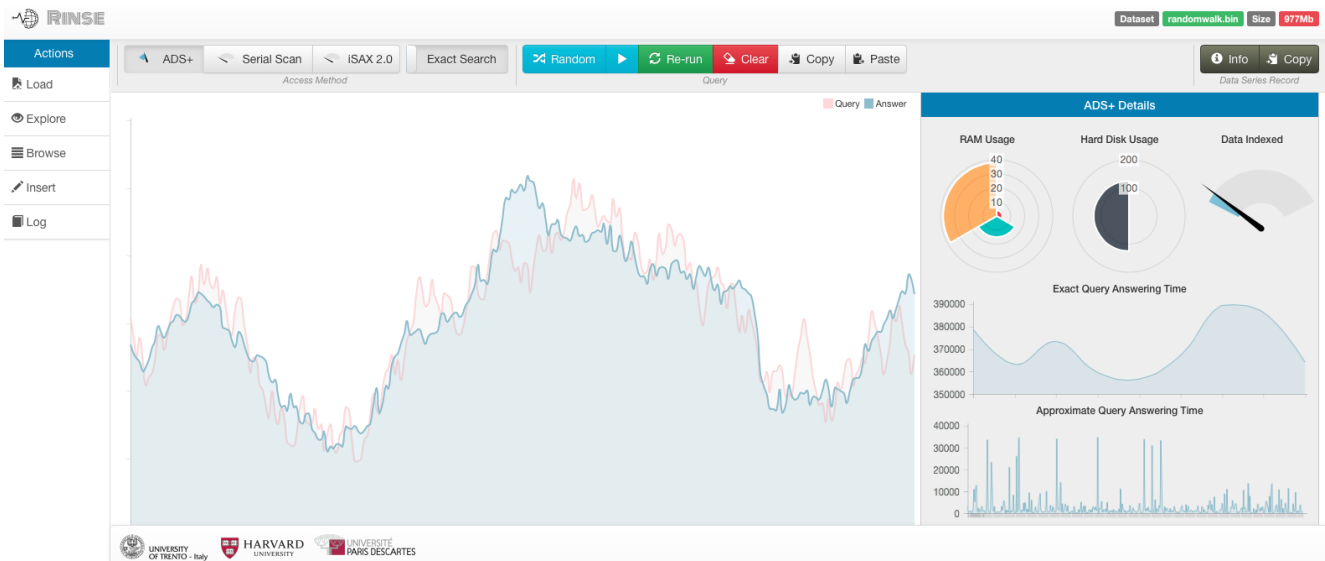 RINSE
Dataset randomwalk.bin Size 977Mb
Actions
Load
Explore
Browse
Insert
Log
ADS+ Serial Scan iSAX 2.0 Exact Search
Access Method
Random Re-run Clear Copy Paste
Query
Info Copy
Data Series Record
Query Answer
ADS+ Details
RAM Usage Hard Disk Usage Data Indexed
40
30
20
10
200
100
Exact Query Answering Time
390000
380000
370000
360000
350000
Approximate Query Answering Time
40000
30000
20000
10000
0
UNIVERSITY
OF TRENTO - Italy
HARVARD
UNIVERSITY
UNIVERSITÉ
PARIS DESCARTES